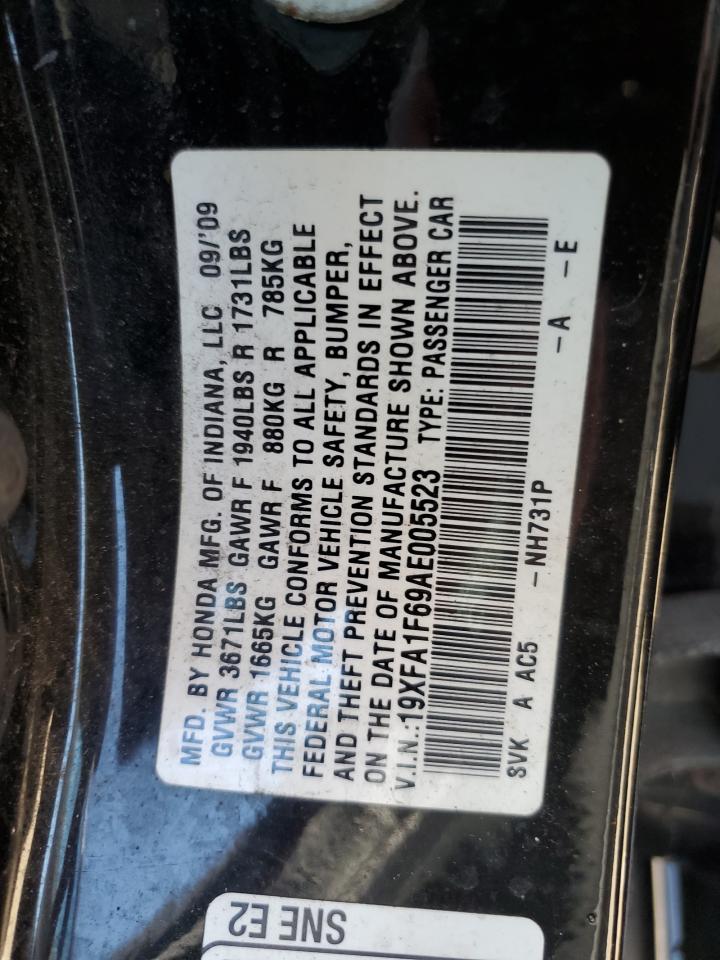 MFD. BY HONDA MFG. OF INDIANA, LLC 09/'09
GVWR 3671LBS GAWR F 1940LBS R 1731LBS
GVWR 1665KG GAWR F 880KG R 785KG
THIS VEHICLE CONFORMS TO ALL APPLICABLE
FEDERAL MOTOR VEHICLE SAFETY, BUMPER,
AND THEFT PREVENTION STANDARDS IN EFFECT
ON THE DATE OF MANUFACTURE SHOWN ABOVE.
V.I.N.:19XFA1F69AE005523 TYPE: PASSENGER CAR
SVK A AC5 -NH731P -A -E
SNE E2